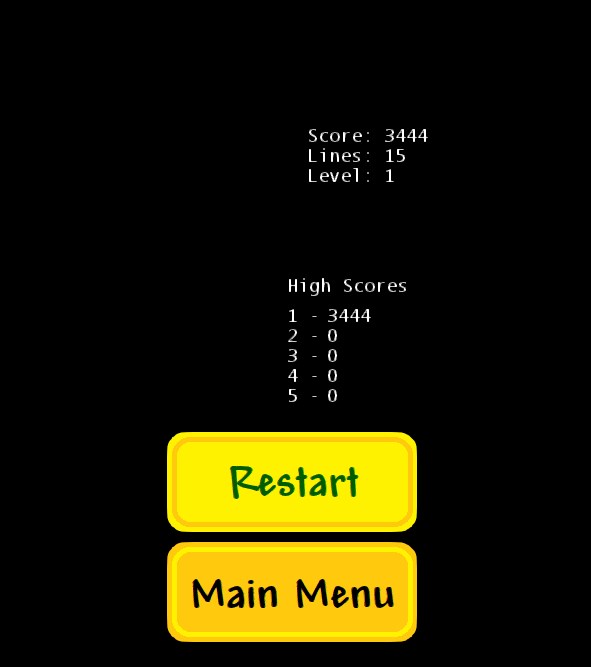 Score: 3444
Lines: 15
Level: 1
High Scores
1 - 3444
2 - 0
3 - 0
4 - 0
5 - 0
Restart
Main Menu